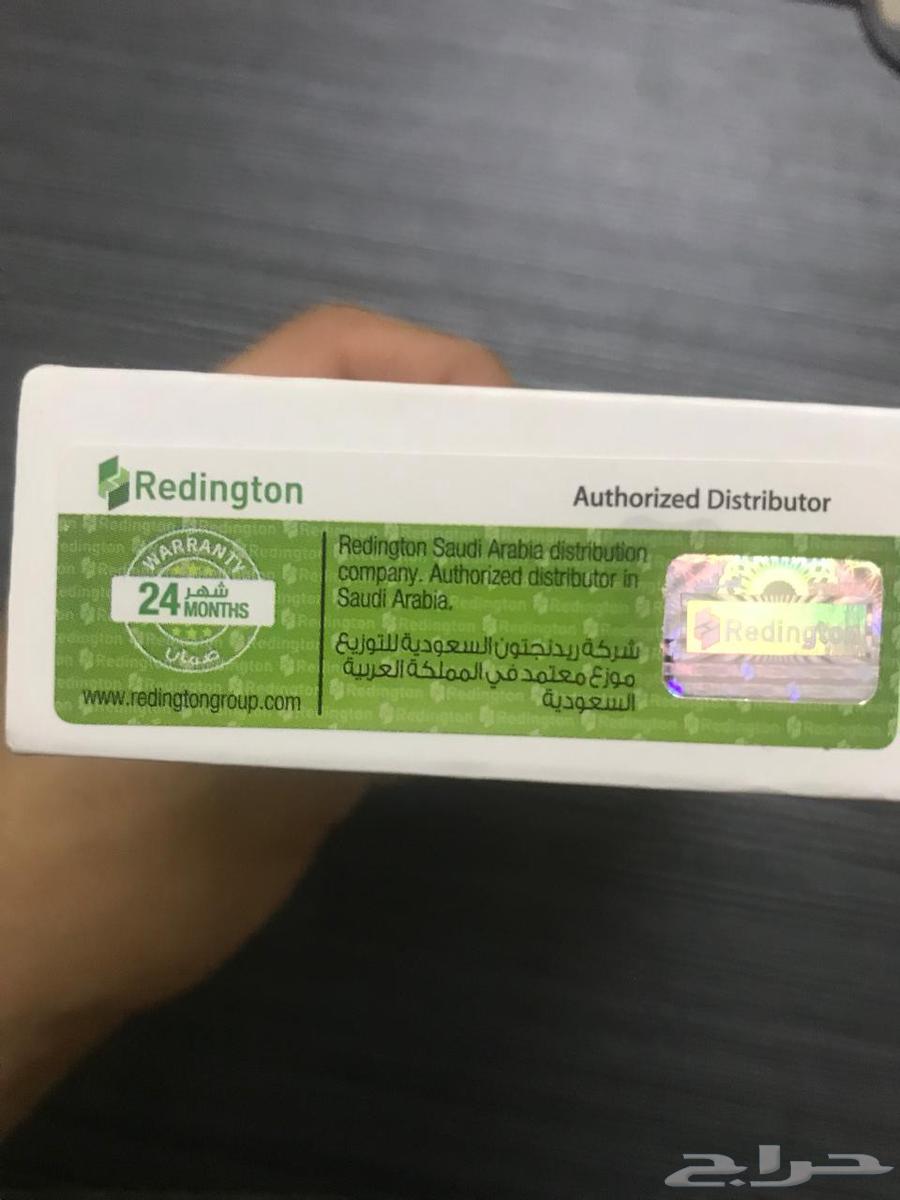 Redington
Authorized Distributor
WARRANTY
24 شهر
MONTHS
ضمان
www.redingtongroup.com
Redington Saudi Arabia distribution
company. Authorized distributor in
Saudi Arabia.
شركة ريدنجتون السعودية للتوزيع
موزع معتمد في المملكة العربية
السعودية
Redington
حراج